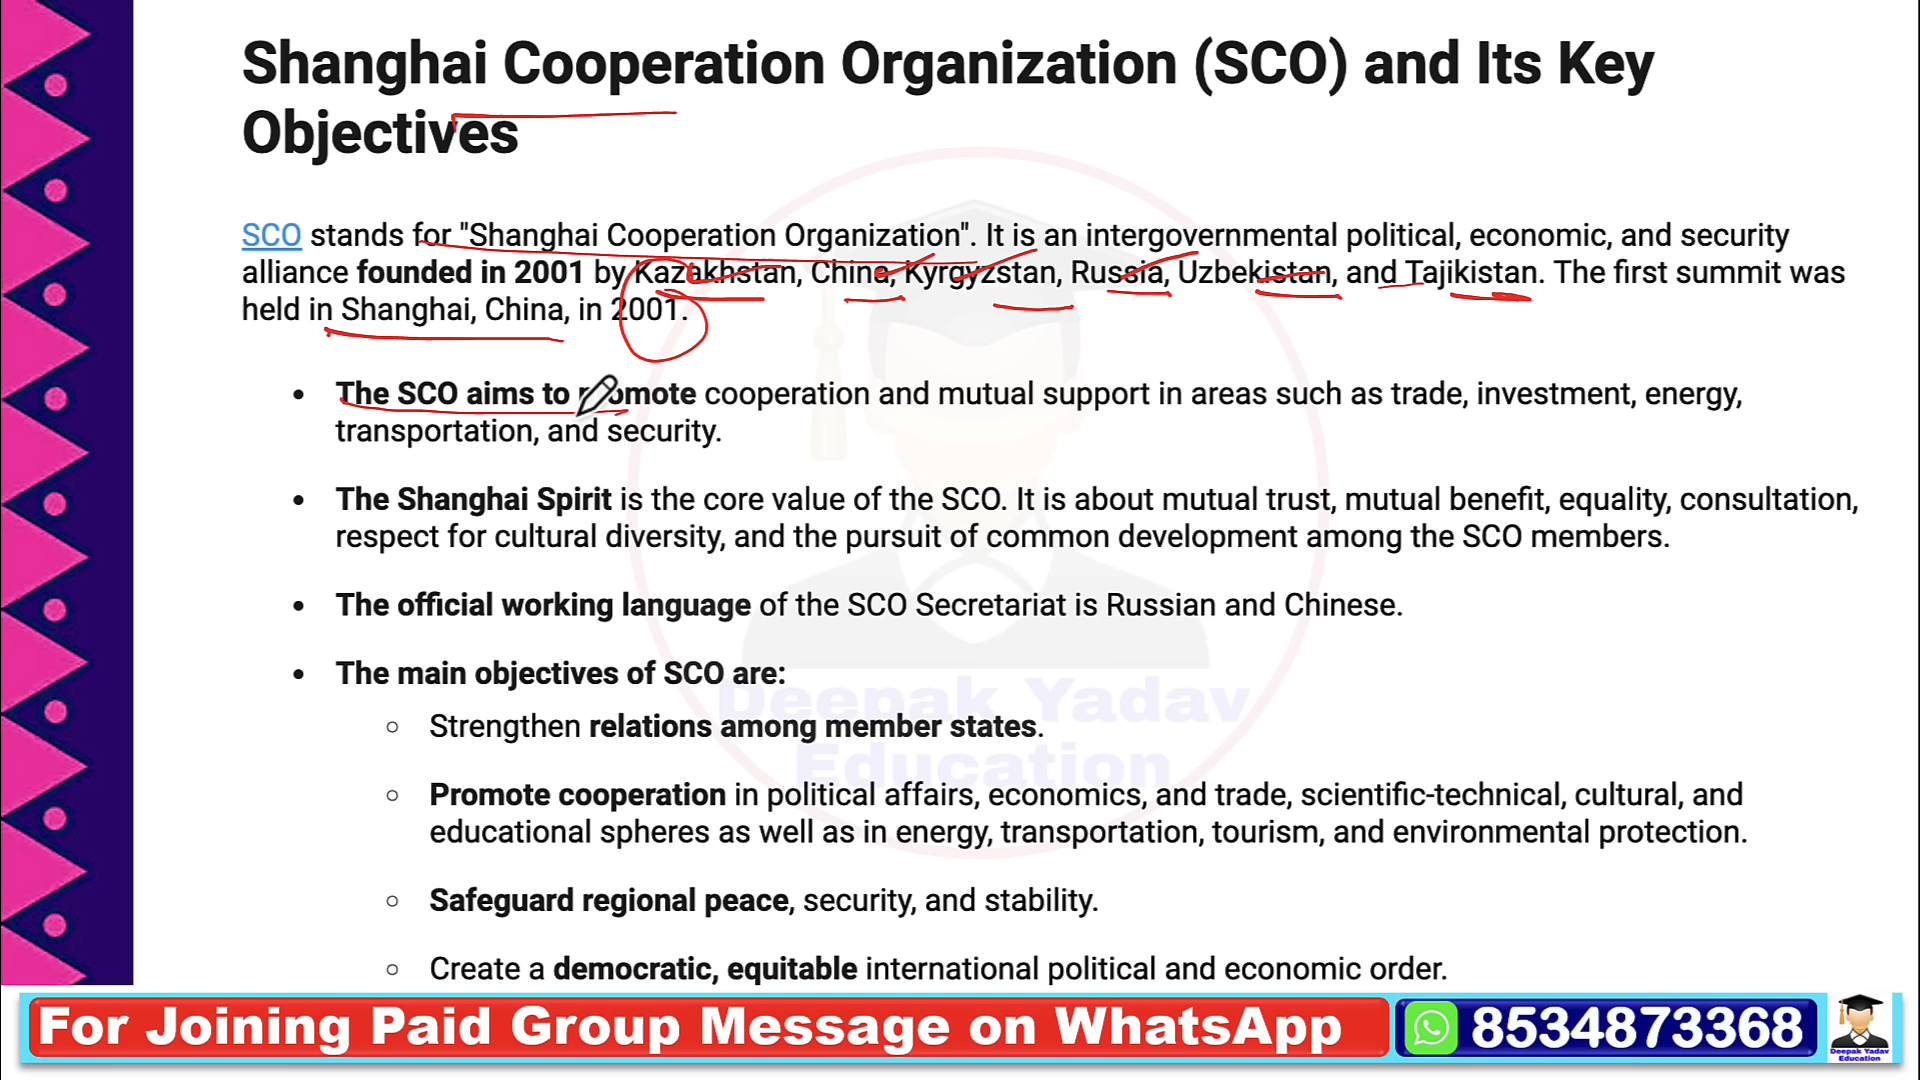 Shanghai Cooperation Organization (SCO) and Its Key
Objectives
SCO stands for "Shanghai Cooperation Organization". It is an intergovernmental political, economic, and security
alliance founded in 2001 by Kazakhstan, China, Kyrgyzstan, Russia, Uzbekistan, and Tajikistan. The first summit was
held in Shanghai, China, in 2001.
• The SCO aims to promote cooperation and mutual support in areas such as trade, investment, energy,
transportation, and security.
• The Shanghai Spirit is the core value of the SCO. It is about mutual trust, mutual benefit, equality, consultation,
respect for cultural diversity, and the pursuit of common development among the SCO members.
• The official working language of the SCO Secretariat is Russian and Chinese.
• The main objectives of SCO are:
Deepak Yadav
○ Strengthen relations among member states.
Education
○ Promote cooperation in political affairs, economics, and trade, scientific-technical, cultural, and
educational spheres as well as in energy, transportation, tourism, and environmental protection.
○ Safeguard regional peace, security, and stability.
○ Create a democratic, equitable international political and economic order.
For Joining Paid Group Message on WhatsApp
8534873368
Deepak Yadav
Education